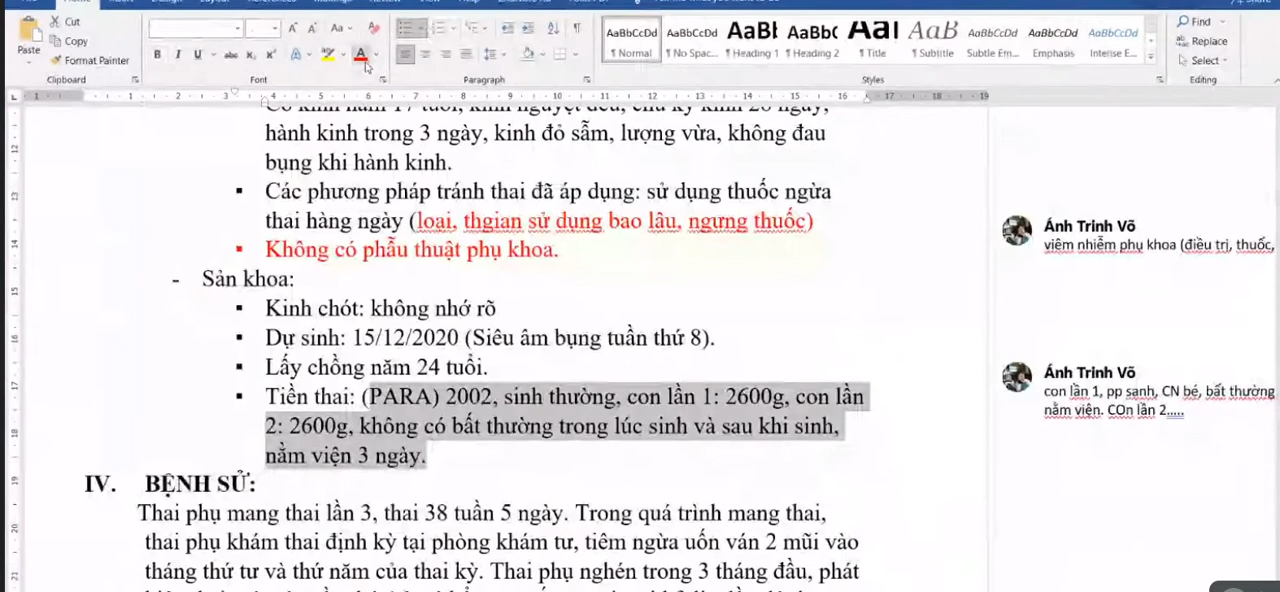 Cut
Copy
Format Painter
Paste
Clipboard
Font
Paragraph
AaBbCcDd
¶ Normal
AaBbCcDd
¶ No Spac...
AaBbC
Heading 1
AaBbCc
Heading 2
AaBb
Title
AaB
Subtitle
AaBbCcDd
Subtle Em...
AaBbCcDd
Emphasis
AaBbCcDd
Intense E...
Styles
Find
Replace
Select
Editing
hành kinh trong 3 ngày, kinh đỏ sẫm, lượng vừa, không đau
bụng khi hành kinh.
▪ Các phương pháp tránh thai đã áp dụng: sử dụng thuốc ngừa
thai hàng ngày (loại, thgian sử dụng bao lâu, ngưng thuốc)
▪ Không có phẫu thuật phụ khoa.
- Sản khoa:
▪ Kinh chót: không nhớ rõ
▪ Dự sinh: 15/12/2020 (Siêu âm bụng tuần thứ 8).
▪ Lấy chồng năm 24 tuổi.
▪ Tiền thai: (PARA) 2002, sinh thường, con lần 1: 2600g, con lần
2: 2600g, không có bất thường trong lúc sinh và sau khi sinh,
nằm viện 3 ngày.
IV. BỆNH SỬ:
Thai phụ mang thai lần 3, thai 38 tuần 5 ngày. Trong quá trình mang thai,
thai phụ khám thai định kỳ tại phòng khám tư, tiêm ngừa uốn ván 2 mũi vào
tháng thứ tư và thứ năm của thai kỳ. Thai phụ nghén trong 3 tháng đầu, phát
Ánh Trinh Võ
viêm nhiễm phụ khoa (điều trị, thuốc,
Ánh Trinh Võ
con lần 1, pp sanh, CN bé, bất thường
nằm viện. COn lần 2.....